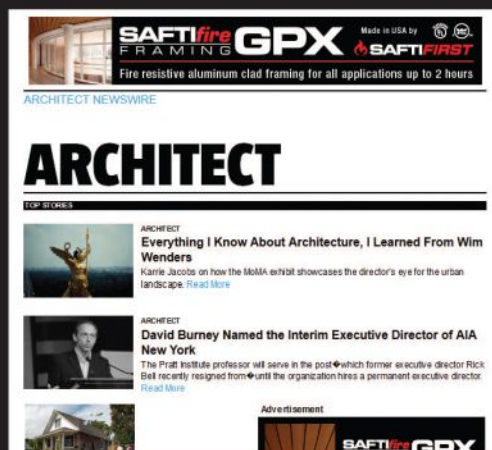 SAFTIfire
FRAMING
GPX
Made in USA by
SAFTIFIRST
Fire resistive aluminum clad framing for all applications up to 2 hours
ARCHITECT NEWSWIRE
ARCHITECT
TOP STORIES
ARCHITECT
Everything I Know About Architecture, I Learned From Wim
Wenders
Karrie Jacobs on how the MoMA exhibit showcases the director's eye for the urban
landscape. Read More
ARCHITECT
David Burney Named the Interim Executive Director of AIA
New York
The Pratt Institute professor will serve in the post�which former executive director Rick
Bell recently resigned from�until the organization hires a permanent executive director.
Read More
Advertisement
SAFTIfire GPX